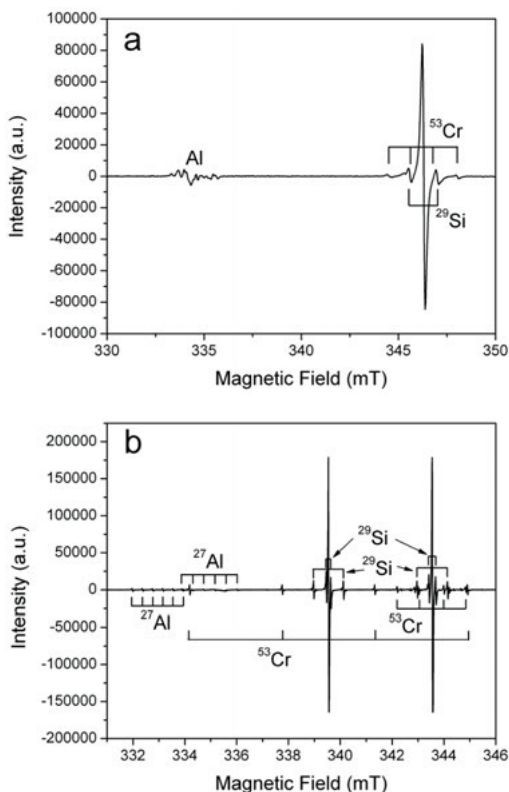 a
100000
80000
60000
40000
20000
0
-20000
-40000
-60000
-80000
-100000
Intensity (a.u.)
Al
⁵³Cr
²⁹Si
330
335
340
345
350
Magnetic Field (mT)
b
200000
150000
100000
50000
0
-50000
-100000
-150000
-200000
Intensity (a.u.)
²⁹Si
²⁷Al
²⁹Si
²⁷Al
⁵³Cr
⁵³Cr
332
334
336
338
340
342
344
346
Magnetic Field (mT)